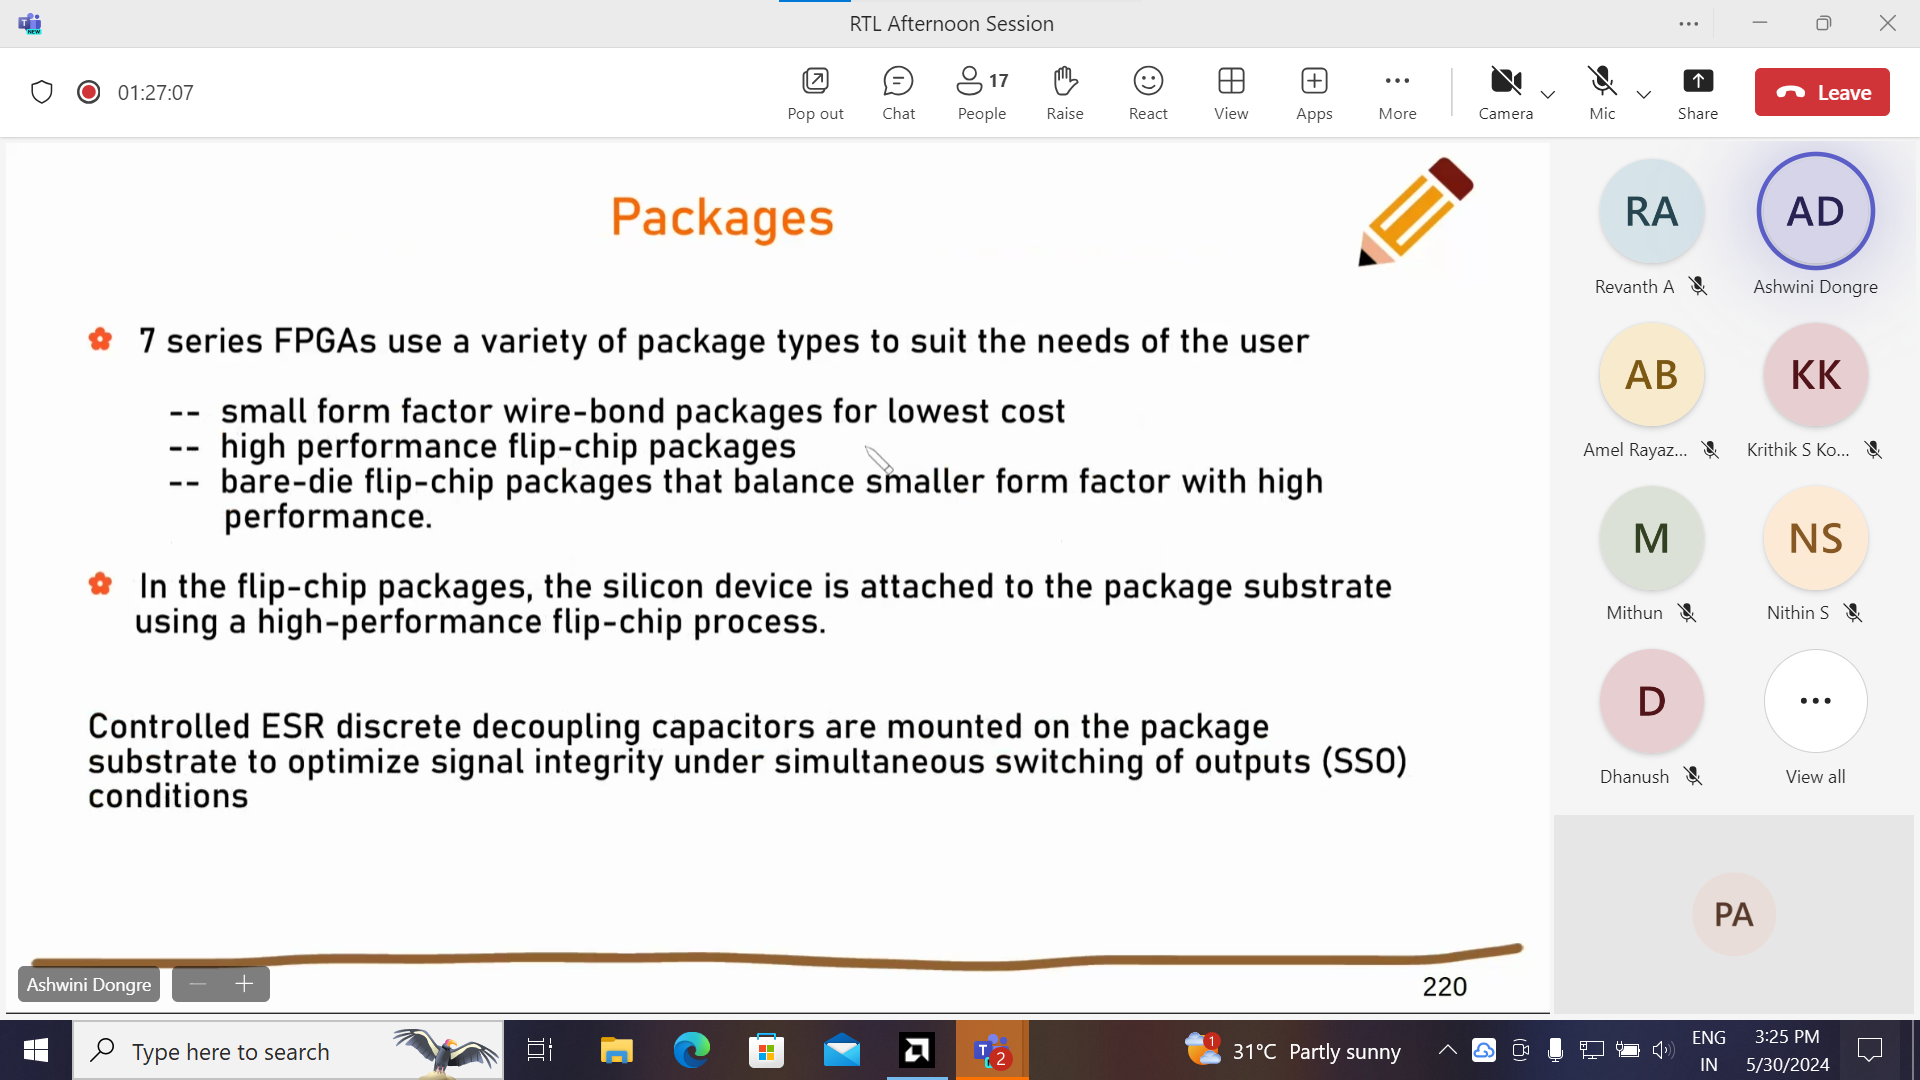 RTL Afternoon Session
01:27:07
Pop out
Chat
17
People
Raise
React
View
Apps
More
Camera
Mic
Share
Leave
Packages
7 series FPGAs use a variety of package types to suit the needs of the user
-- small form factor wire-bond packages for lowest cost
-- high performance flip-chip packages
-- bare-die flip-chip packages that balance smaller form factor with high
performance.
In the flip-chip packages, the silicon device is attached to the package substrate
using a high-performance flip-chip process.
Controlled ESR discrete decoupling capacitors are mounted on the package
substrate to optimize signal integrity under simultaneous switching of outputs (SSO)
conditions
220
Ashwini Dongre
RA
AD
Revanth A
Ashwini Dongre
AB
KK
Amel Rayaz...
Krithik S Ko...
M
NS
Mithun
Nithin S
D
Dhanush
View all
PA
Type here to search
2
1
31°C Partly sunny
ENG
IN
3:25 PM
5/30/2024